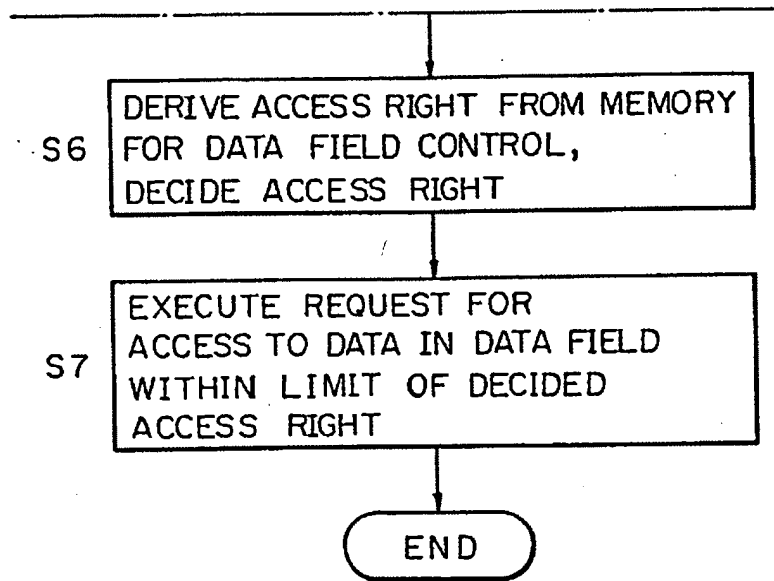 S6
DERIVE ACCESS RIGHT FROM MEMORY
FOR DATA FIELD CONTROL,
DECIDE ACCESS RIGHT
S7
EXECUTE REQUEST FOR
ACCESS TO DATA IN DATA FIELD
WITHIN LIMIT OF DECIDED
ACCESS RIGHT
END